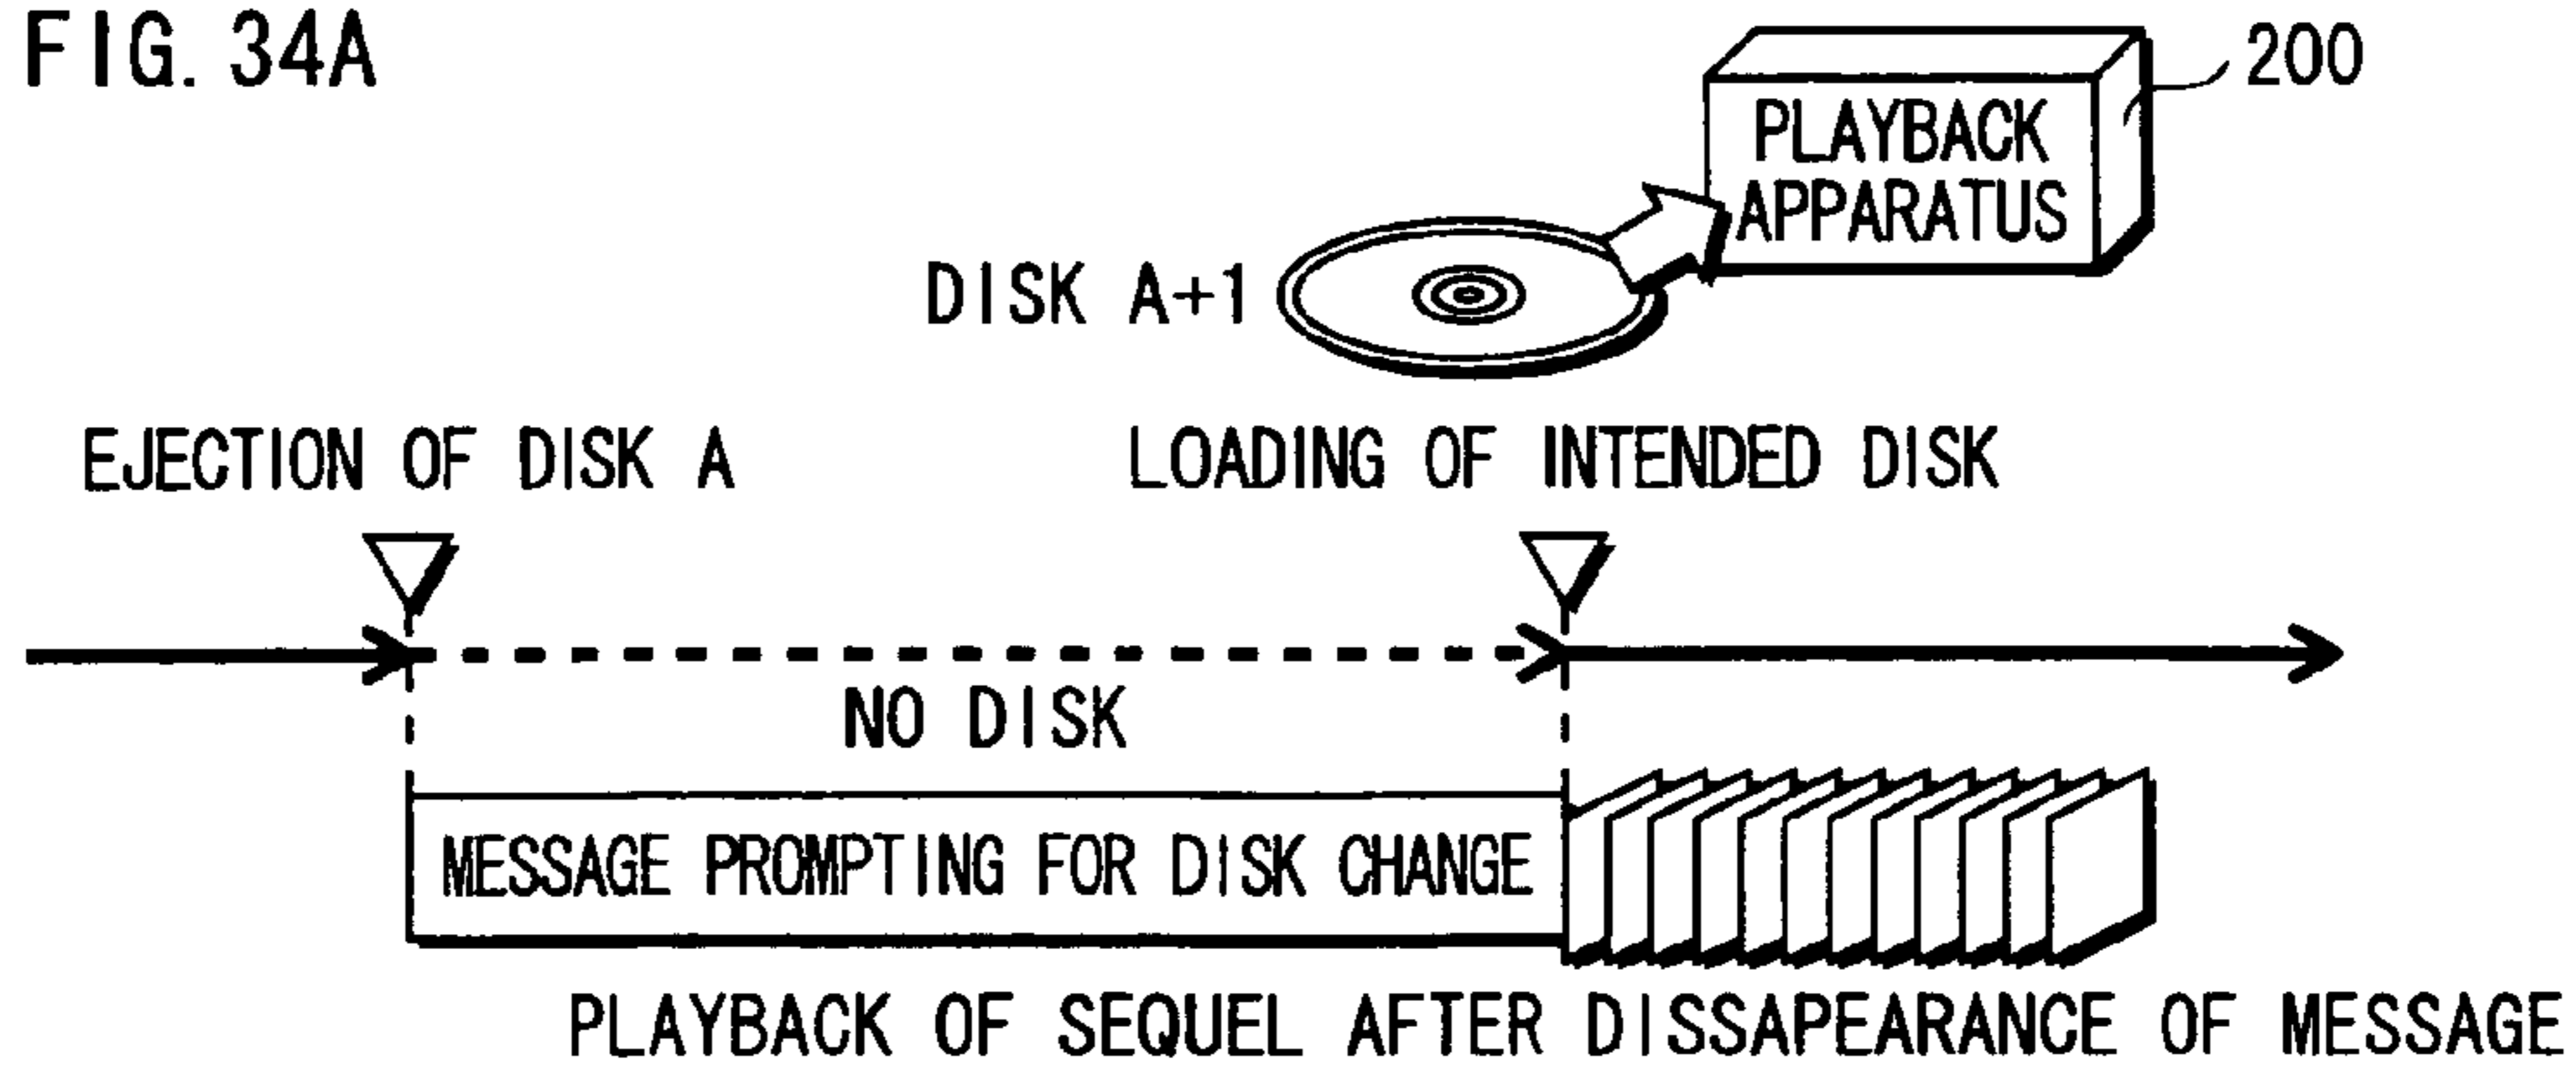 FIG. 34A
200
PLAYBACK
APPARATUS
DISK A+1
EJECTION OF DISK A
LOADING OF INTENDED DISK
NO DISK
MESSAGE PROMPTING FOR DISK CHANGE
PLAYBACK OF SEQUEL AFTER DISSAPEARANCE OF MESSAGE